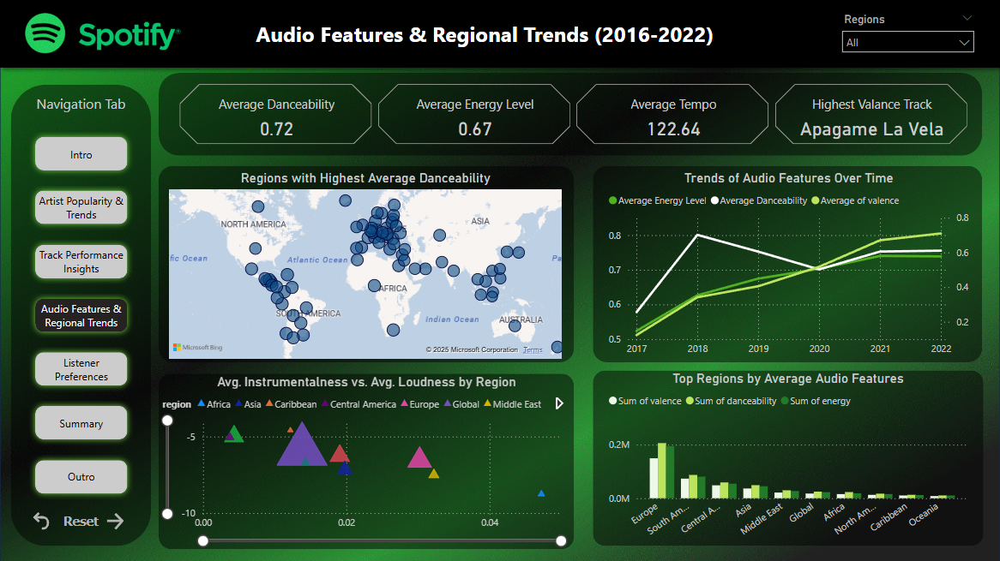 Spotify
Audio Features & Regional Trends (2016-2022)
Regions
All
Navigation Tab
Intro
Artist Popularity &
Trends
Track Performance
Insights
Audio Features &
Regional Trends
Listener
Preferences
Summary
Outro
Reset
Average Danceability
0.72
Average Energy Level
0.67
Average Tempo
122.64
Highest Valance Track
Apagame La Vela
Regions with Highest Average Danceability
NORTH AMERICA
ASIA
fic Ocean
Atlantic Ocean
Pa
AFRICA
SOUTH AMERICA
Indian Ocean
AUSTRALIA
Microsoft Bing
© 2025 Microsoft Corporation Terms
Trends of Audio Features Over Time
Average Energy Level Average Danceability Average of valence
0.8
0.7
0.6
0.5
0.8
0.6
0.4
0.2
2017 2018 2019 2020 2021 2022
Avg. Instrumentalness vs. Avg. Loudness by Region
region Africa Asia Caribbean Central America Europe Global Middle East
-5
-10
0.00 0.02 0.04
Top Regions by Average Audio Features
Sum of valence Sum of danceability Sum of energy
0.2M
0.0M
Europe
South Am...
Central A...
Asia
Middle East
Global
Africa
North Am...
Caribbean
Oceania